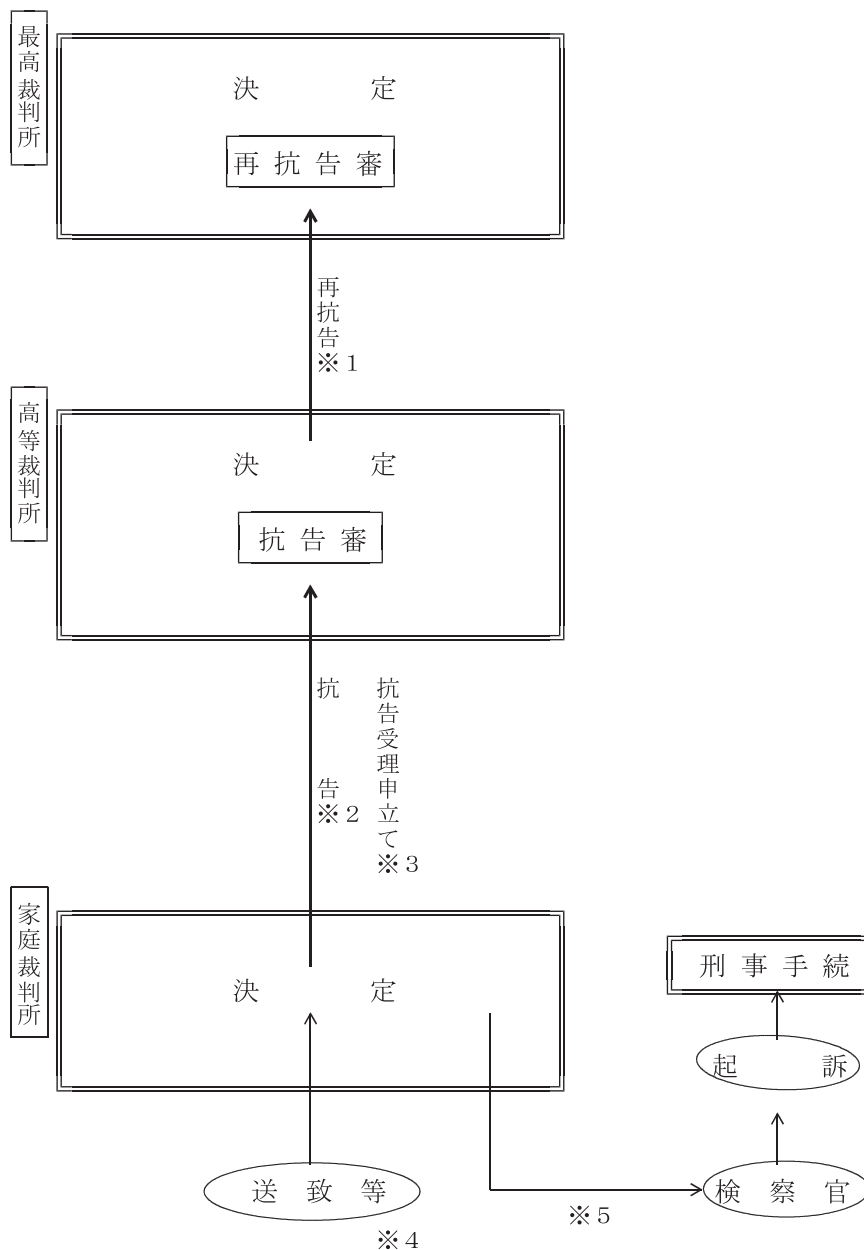 最高裁判所
決　　　定
再抗告審
再抗告※1
高等裁判所
決　　　定
抗告審
抗　　　告※2
抗告受理申立て※3
家庭裁判所
決　　　定
刑事手続
起　　　訴
送致等
※4
※5
検察官